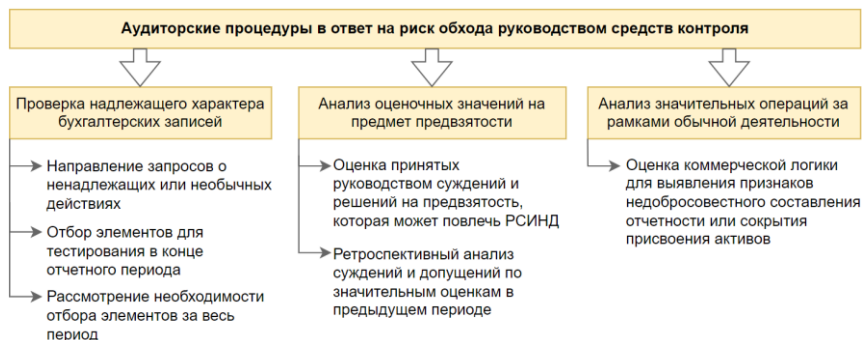 Аудиторские процедуры в ответ на риск обхода руководством средств контроля
Проверка надлежащего характера
бухгалтерских записей
Направление запросов о
ненадлежащих или необычных
действиях
Отбор элементов для
тестирования в конце
отчетного периода
Рассмотрение необходимости
отбора элементов за весь
период
Анализ оценочных значений на
предмет предвзятости
Оценка принятых
руководством суждений и
решений на предвзятость,
которая может повлечь РСИНД
Ретроспективный анализ
суждений и допущений по
значительным оценкам в
предыдущем периоде
Анализ значительных операций за
рамками обычной деятельности
Оценка коммерческой логики
для выявления признаков
недобросовестного составления
отчетности или сокрытия
присвоения активов